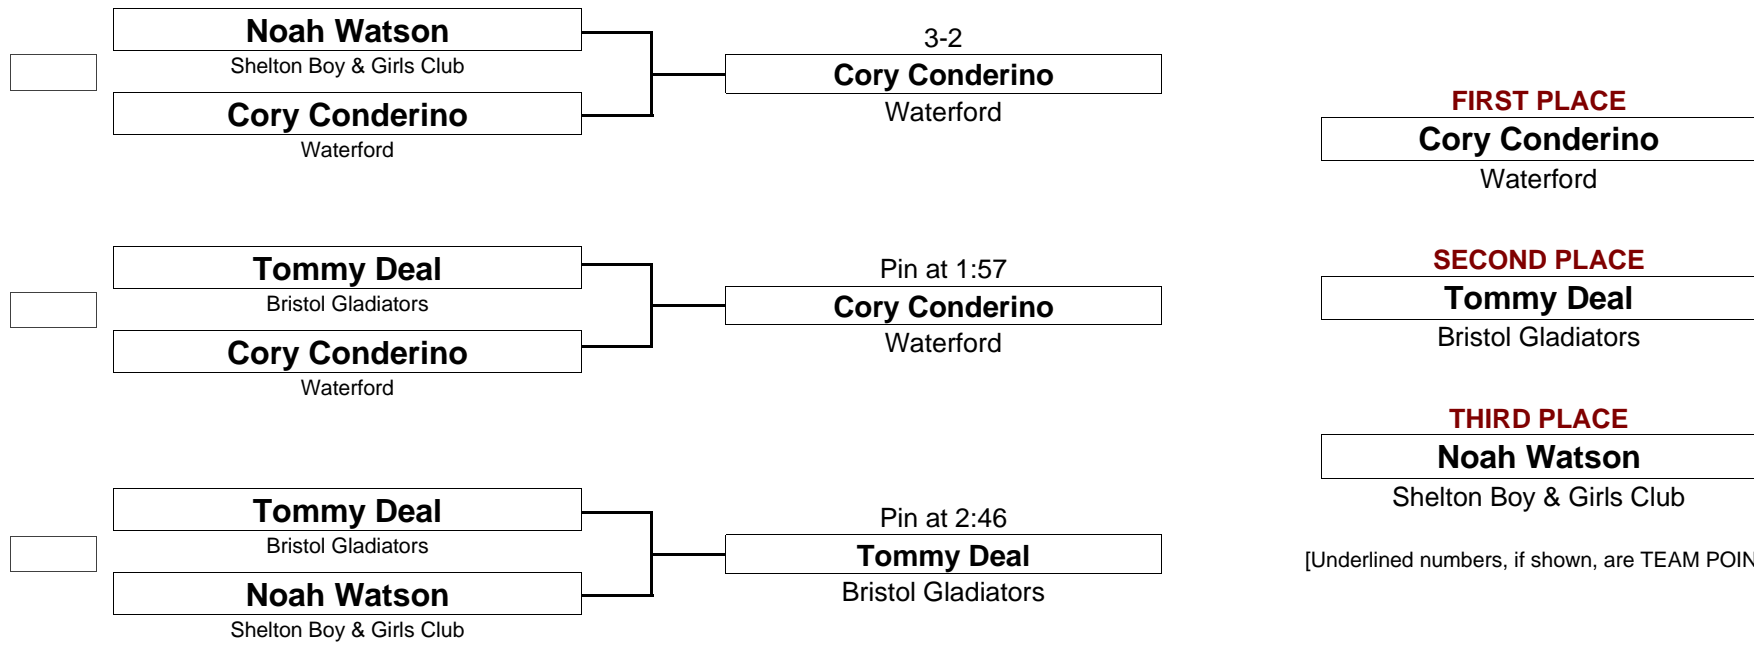 Noah Watson
Shelton Boy & Girls Club
Cory Conderino
Waterford
3-2
Cory Conderino
Waterford
Tommy Deal
Bristol Gladiators
Cory Conderino
Waterford
Pin at 1:57
Cory Conderino
Waterford
Tommy Deal
Bristol Gladiators
Noah Watson
Shelton Boy & Girls Club
Pin at 2:46
Tommy Deal
Bristol Gladiators
FIRST PLACE
Cory Conderino
Waterford
SECOND PLACE
Tommy Deal
Bristol Gladiators
THIRD PLACE
Noah Watson
Shelton Boy & Girls Club
[Underlined numbers, if shown, are TEAM POIN